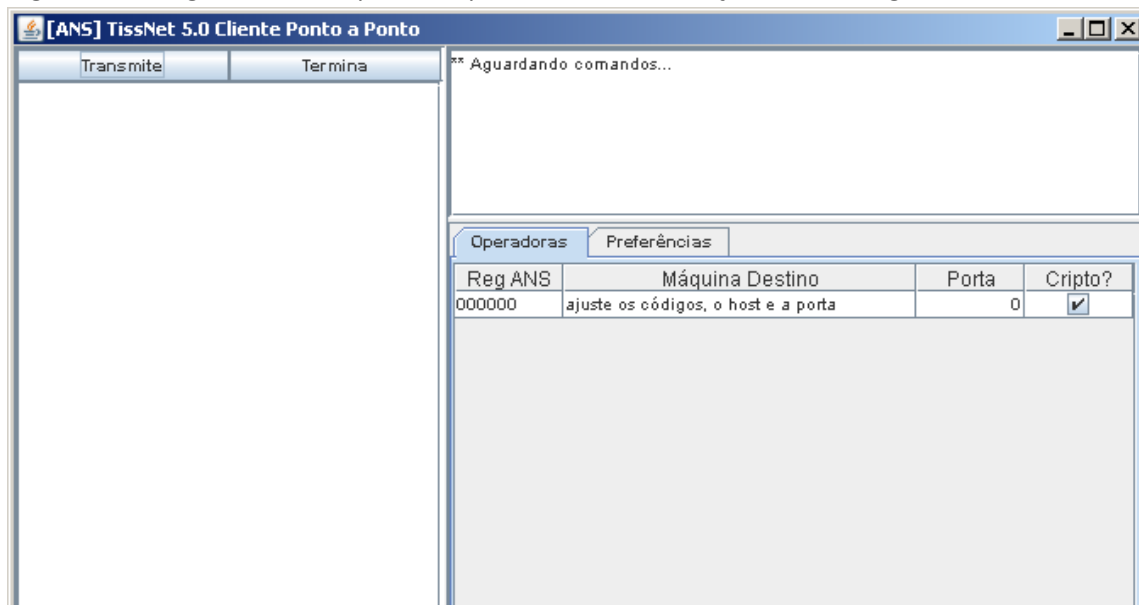 [ANS] TissNet 5.0 Cliente Ponto a Ponto
Transmite Termina
** Aguardando comandos...
Operadoras Preferências
Reg ANS Máquina Destino Porta Cripto?
000000 ajuste os códigos, o host e a porta 0